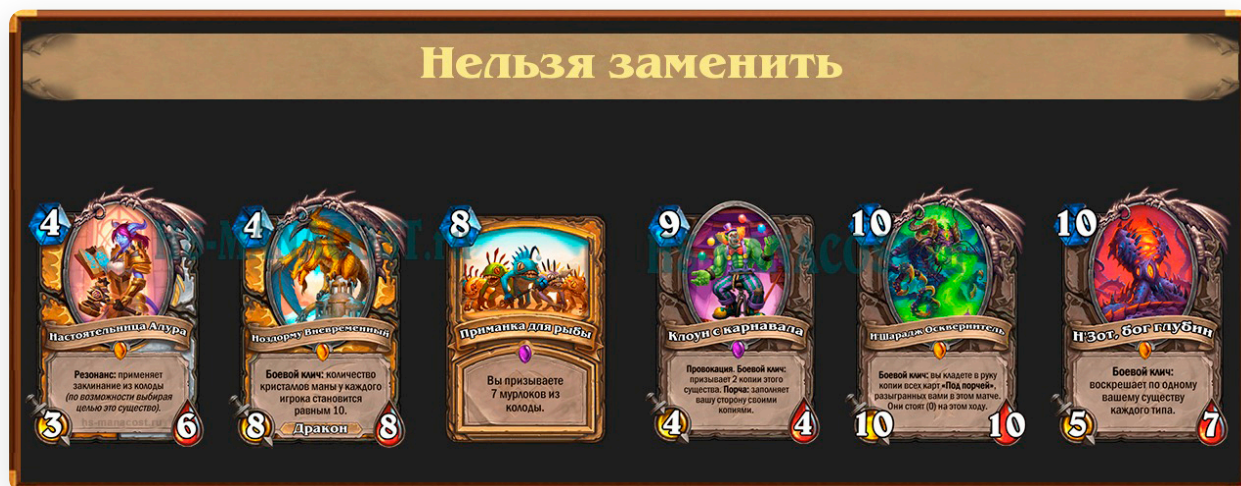 Нельзя заменить
4
Настоятельница Алура
Резонанс: применяет
заклинание из колоды
(по возможности выбирая
целью это существо).
hs-manacost.ru
3
6
4
Ноздорму Вневременный
Боевой клич: количество
кристаллов маны у каждого
игрока становится
равным 10.
Дракон
8
8
8
Приманка для рыбы
Вы призываете
7 мурлоков из
колоды.
9
Клоун с карнавала
Провокация. Боевой клич:
призывает 2 копии этого
существа. Порча: заполняет
вашу сторону своими
копиями.
4
4
10
Н'Шарадж Осквернитель
Боевой клич: вы кладете в руку
копии всех карт «Под порчей»,
разыгранных вами в этом матче.
Они стоят (0) на этом ходу.
10
10
10
Н'Зот, бог глубин
Боевой клич:
воскрешает по одному
вашему существу
каждого типа.
5
7